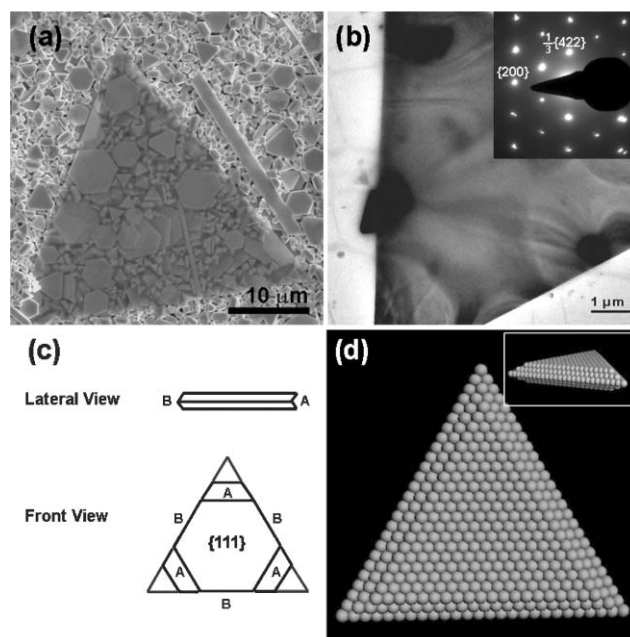 (a)
10 μm
(b)
{200}
1/3{422}
1 μm
(c)
Lateral View
B
A
Front View
A
B
B
{111}
A
A
B
(d)